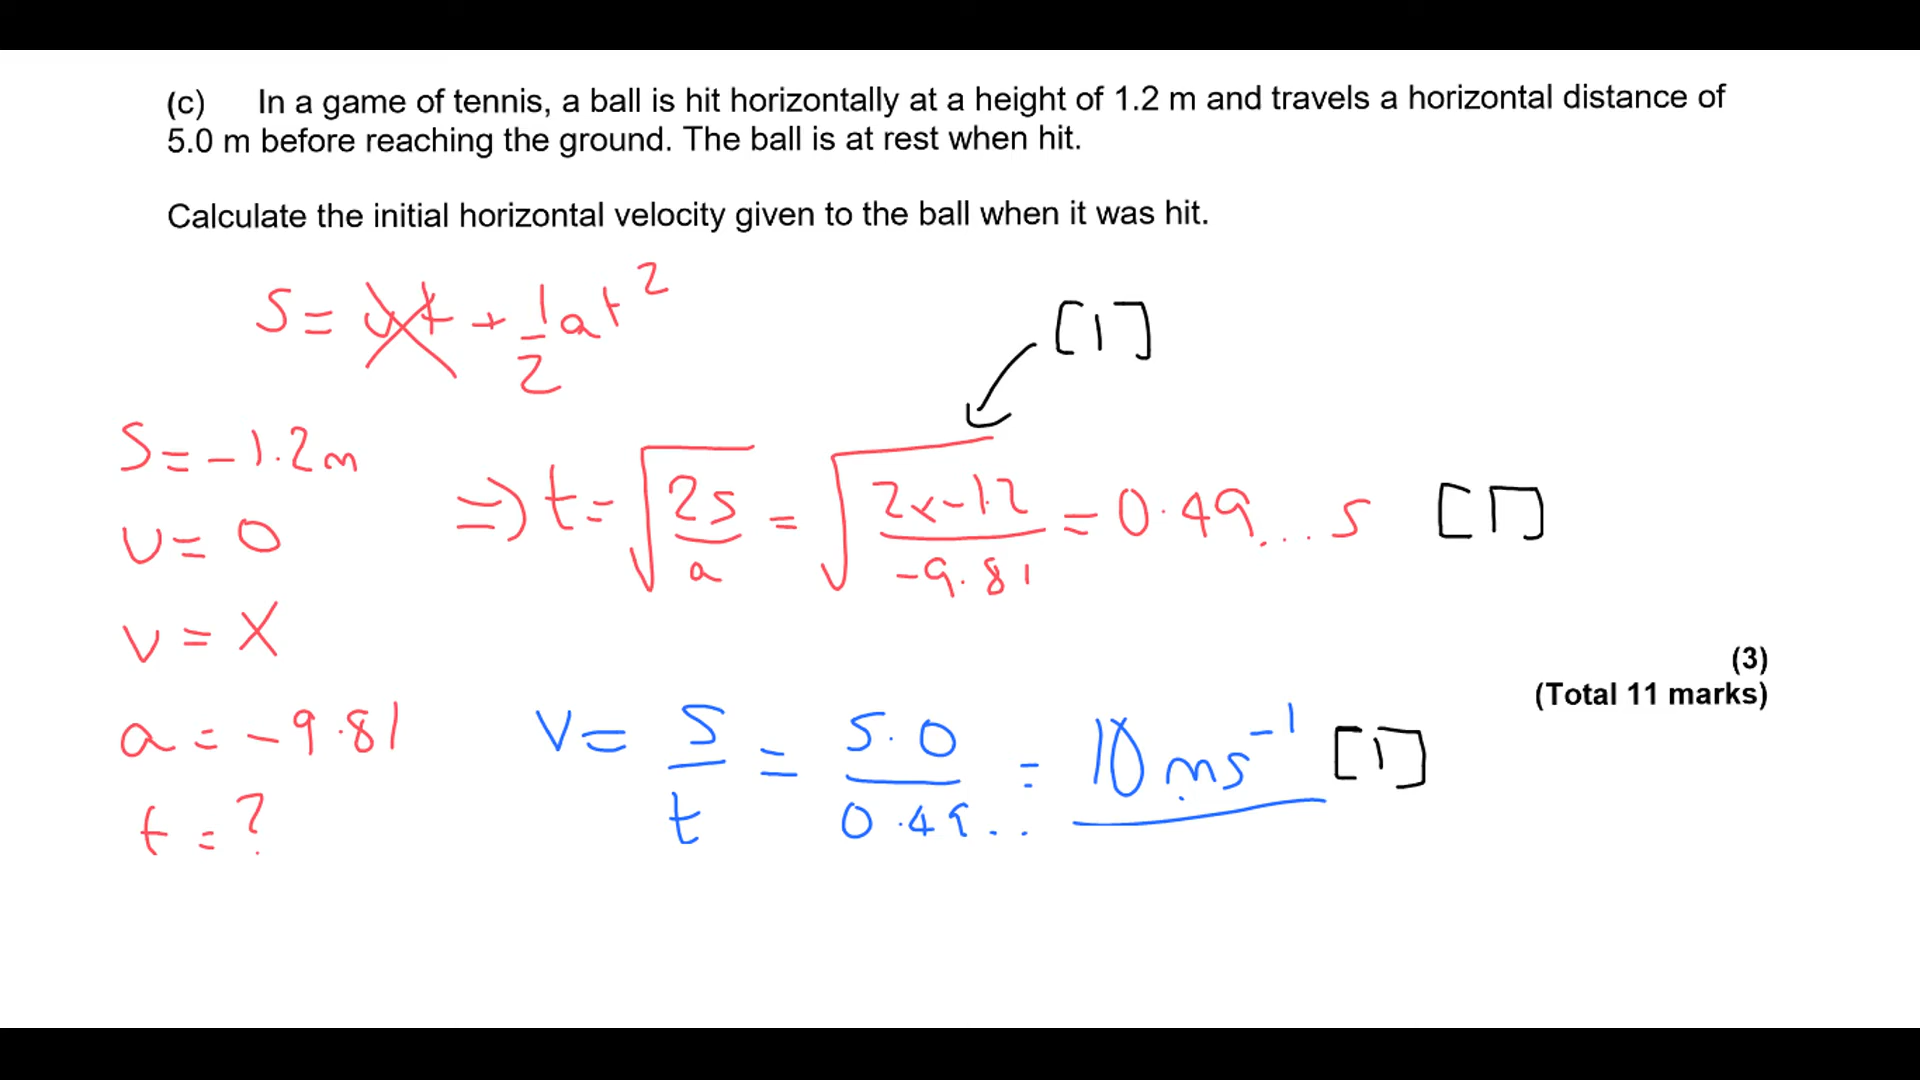 (c) In a game of tennis, a ball is hit horizontally at a height of 1.2 m and travels a horizontal distance of
5.0 m before reaching the ground. The ball is at rest when hit.
Calculate the initial horizontal velocity given to the ball when it was hit.
s = ut + 1/2 at²
[1]
s = -1.2m
⇒ t = √(2s/a) = √(2x-1.2/-9.81) = 0.49... s [1]
u = 0
v = X
(3)
(Total 11 marks)
a = -9.81
v = s/t = 5.0/0.49.. = 10 ms⁻¹ [1]
t = ?